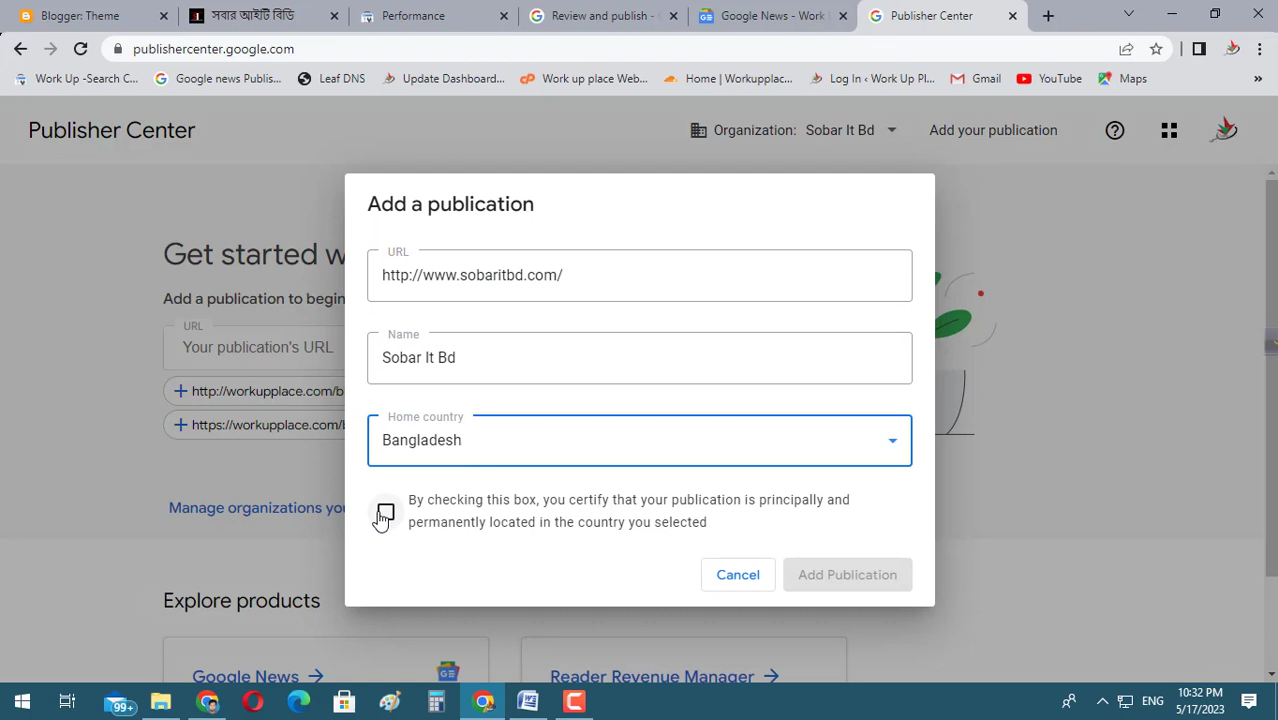 Blogger: Theme
সবার আইটি বিডি
Performance
Review and publish -
Google News - Work
Publisher Center
publishercenter.google.com
Work Up -Search C...
Google news Publis...
Leaf DNS
Update Dashboard...
Work up place Web...
Home | Workupplac...
Log In ‹ Work Up Pl...
Gmail
YouTube
Maps
»
Publisher Center
Organization: Sobar It Bd
Add your publication
Add a publication
Get started w
Add a publication to begin
URL
Your publication's URL
http://workupplace.com/b
https://workupplace.com/b
Manage organizations yo
URL
http://www.sobaritbd.com/
Name
Sobar It Bd
Home country
Bangladesh
By checking this box, you certify that your publication is principally and
permanently located in the country you selected
Cancel
Add Publication
Explore products
Google News
Reader Revenue Manager
99+
ENG
10:32 PM
5/17/2023